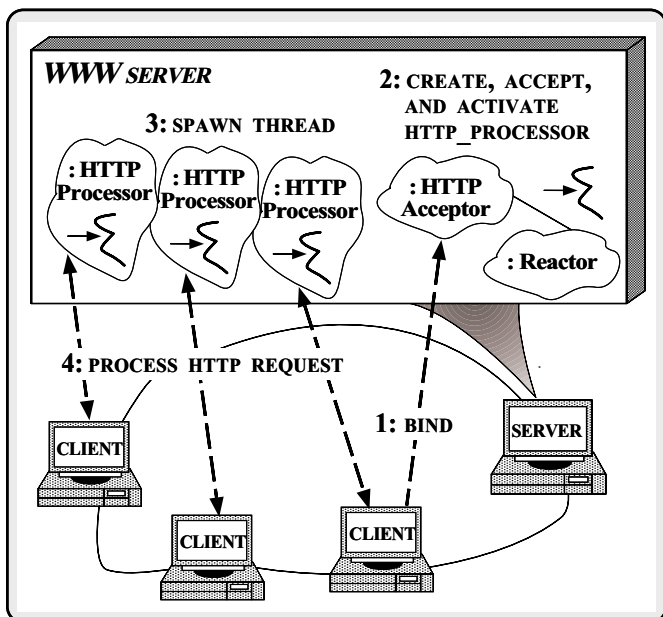 WWW SERVER
2: CREATE, ACCEPT,
AND ACTIVATE
HTTP_PROCESSOR
3: SPAWN THREAD
: HTTP
Processor
: HTTP
Processor
: HTTP
Processor
: HTTP
Acceptor
: Reactor
4: PROCESS HTTP REQUEST
1: BIND
CLIENT
SERVER
CLIENT
CLIENT